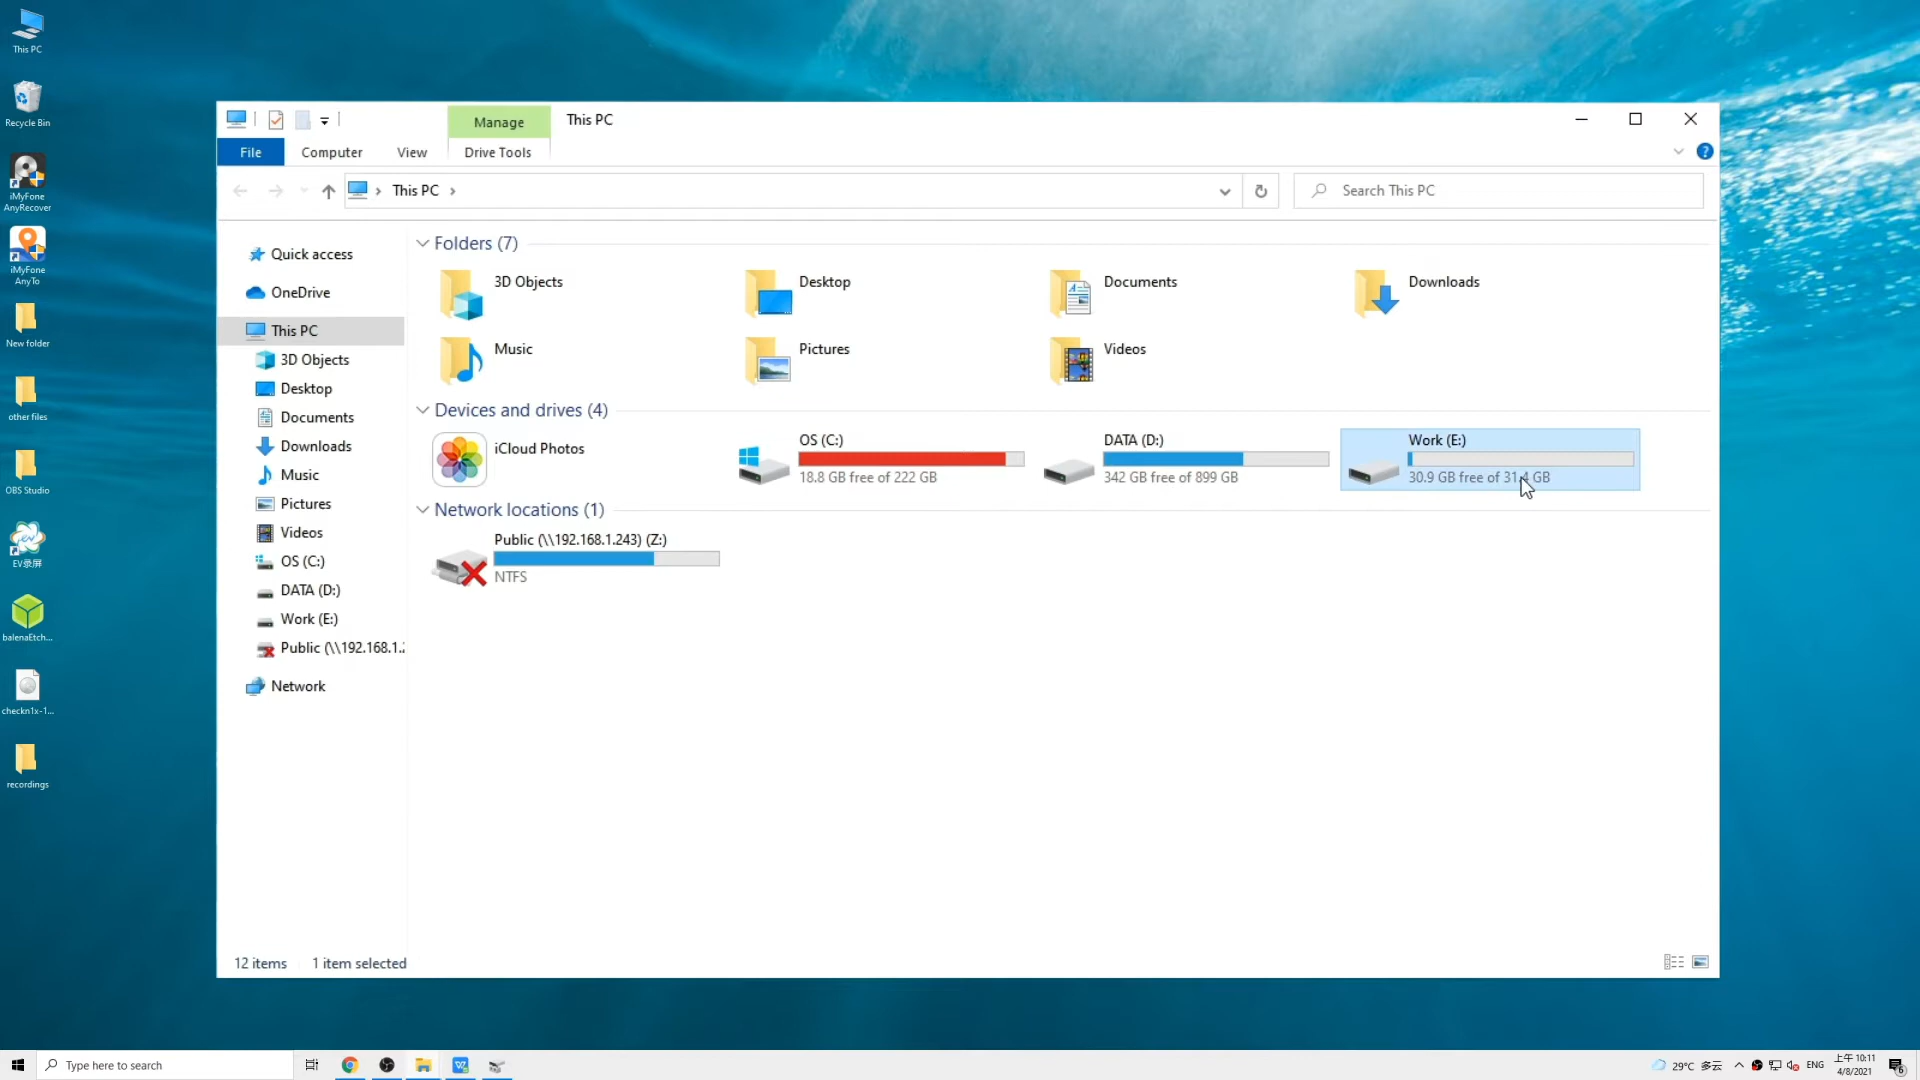 This PC
Recycle Bin
iMyFone
AnyRecover
iMyFone
AnyTo
New folder
other files
OBS Studio
EV录屏
balenaEtch...
checkn1x-1...
recordings
Manage
This PC
File
Computer
View
Drive Tools
This PC
Search This PC
Quick access
OneDrive
This PC
3D Objects
Desktop
Documents
Downloads
Music
Pictures
Videos
OS (C:)
DATA (D:)
Work (E:)
Public (\\192.168.1.2
Network
Folders (7)
3D Objects
Desktop
Documents
Downloads
Music
Pictures
Videos
Devices and drives (4)
iCloud Photos
OS (C:)
18.8 GB free of 222 GB
DATA (D:)
342 GB free of 899 GB
Work (E:)
30.9 GB free of 31.4 GB
Network locations (1)
Public (\\192.168.1.243) (Z:)
NTFS
12 items
1 item selected
Type here to search
29°C 多云
ENG
上午 10:11
4/8/2021
6